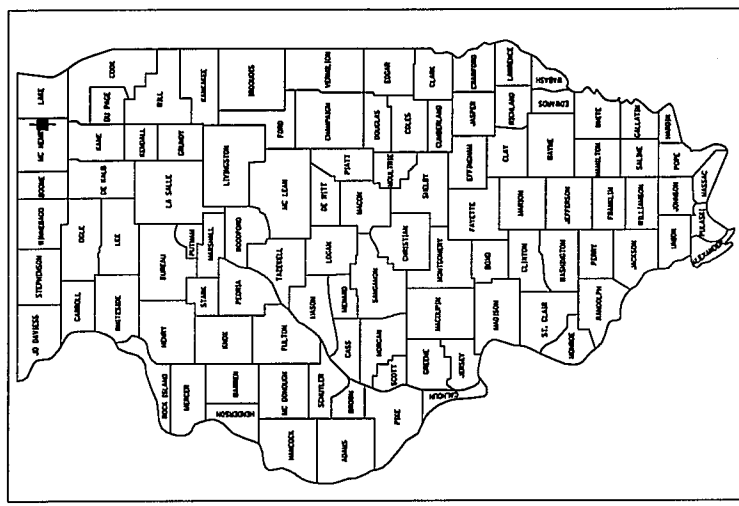 JO DAVIESS
STEPHENSON
WINNEBAGO
BOONE
MC HENRY
LAKE
CARROLL
OGLE
DE KALB
KANE
DU PAGE
COOK
WHITESIDE
LEE
KENDALL
WILL
ROCK ISLAND
HENRY
BUREAU
LA SALLE
GRUNDY
KANKAKEE
MERCER
STARK
PUTNAM
MARSHALL
LIVINGSTON
HENDERSON
WARREN
KNOX
PEORIA
WOODFORD
FORD
HANCOCK
MC DONOUGH
FULTON
TAZEWELL
MC LEAN
CHAMPAIGN
VERMILION
SCHUYLER
MASON
LOGAN
DE WITT
PIATT
ADAMS
BROWN
CASS
MENARD
MACON
DOUGLAS
EDGAR
PIKE
SCOTT
MORGAN
SANGAMON
CHRISTIAN
MOULTRIE
COLES
SHELBY
CUMBERLAND
CLARK
CALHOUN
GREENE
JERSEY
MACOUPIN
MONTGOMERY
FAYETTE
EFFINGHAM
JASPER
CRAWFORD
MADISON
BOND
CLINTON
MARION
CLAY
RICHLAND
LAWRENCE
ST. CLAIR
WASHINGTON
JEFFERSON
WAYNE
EDWARDS
WABASH
MONROE
RANDOLPH
PERRY
FRANKLIN
HAMILTON
WHITE
JACKSON
WILLIAMSON
SALINE
GALLATIN
UNION
JOHNSON
POPE
HARDIN
ALEXANDER
PULASKI
MASSAC